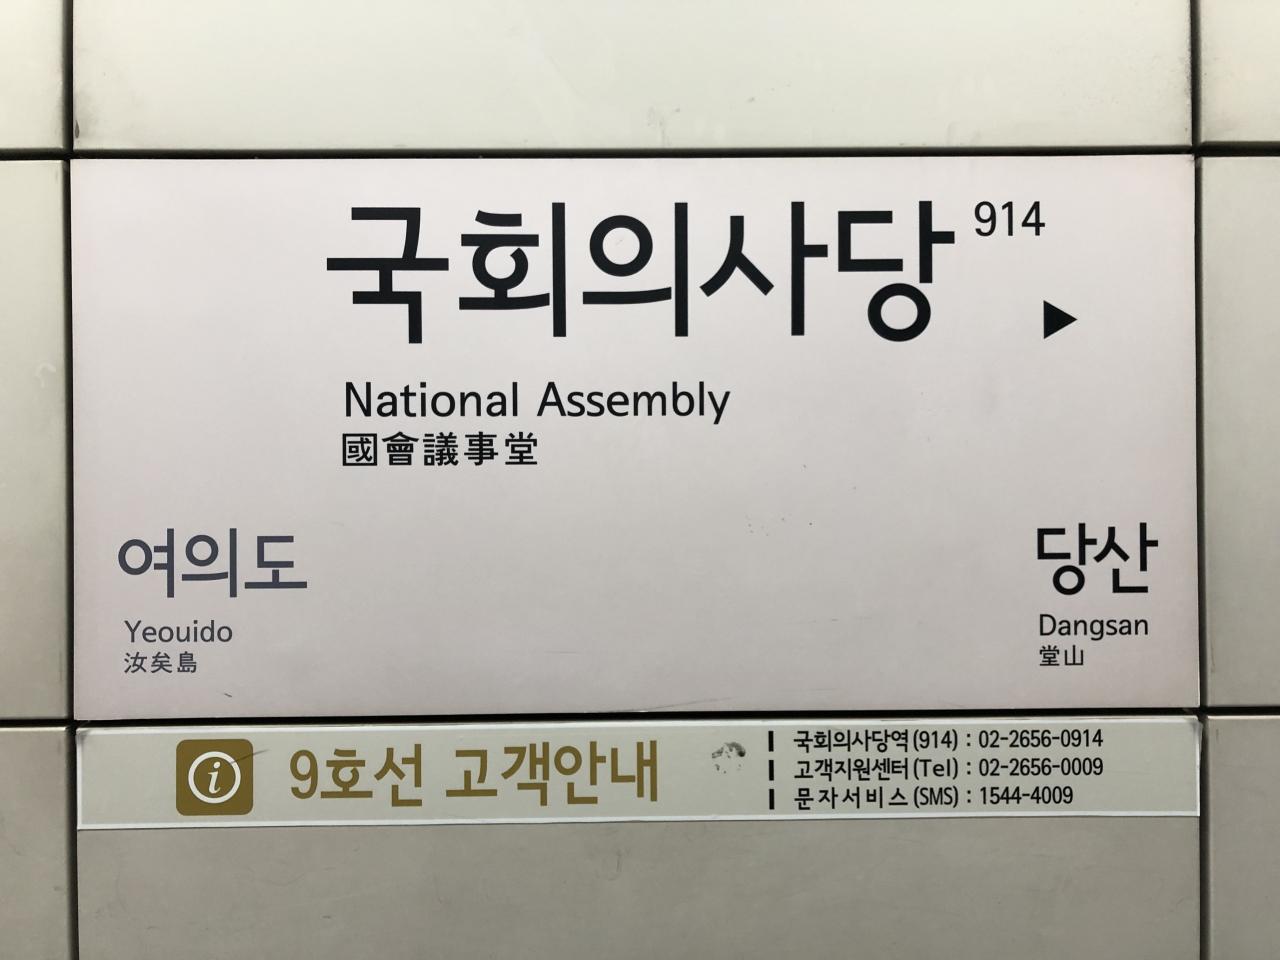 국회의사당 914
▶
National Assembly
國會議事堂
여의도
Yeouido
汝矣島
당산
Dangsan
堂山
i 9호선 고객안내
국회의사당역(914) : 02-2656-0914
고객지원센터(Tel) : 02-2656-0009
문자서비스(SMS) : 1544-4009